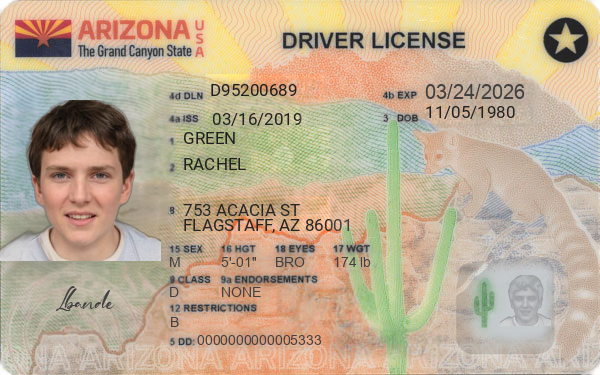 ARIZONA USA
The Grand Canyon State
DRIVER LICENSE
4d DLN D95200689
4b EXP 03/24/2026
4a ISS 03/16/2019
3 DOB 11/05/1980
1 GREEN
2 RACHEL
8 753 ACACIA ST
FLAGSTAFF, AZ 86001
15 SEX 16 HGT 18 EYES 17 WGT
M 5'-01" BRO 174 lb
9 CLASS 9a ENDORSEMENTS
D NONE
12 RESTRICTIONS
B
5 DD: 0000000000005333
ARIZONA ARIZONA ARIZONA ARIZONA